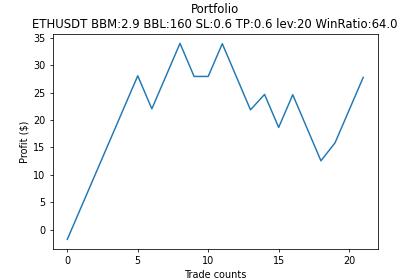 Portfolio
ETHUSDT BBM:2.9 BBL:160 SL:0.6 TP:0.6 lev:20 WinRatio:64.0
Profit ($)
35
30
25
20
15
10
5
0
0 5 10 15 20
Trade counts